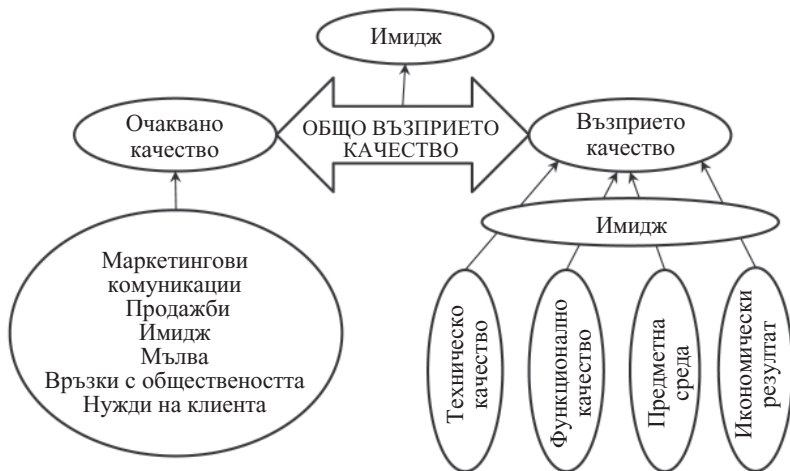 Имидж
Очаквано
качество
ОБЩО ВЪЗПРИЕТО
КАЧЕСТВО
Възприето
качество
Имидж
Маркетингови
комуникации
Продажби
Имидж
Мълва
Връзки с обществеността
Нужди на клиента
Техническо
качество
Функционално
качество
Предметна
среда
Икономически
резултат